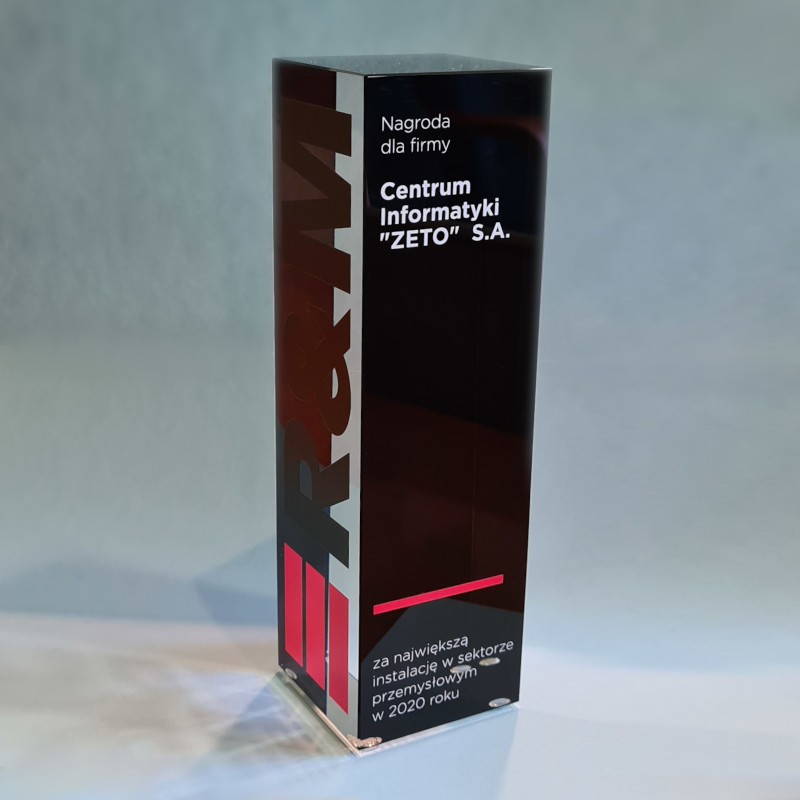 R&M
Nagroda
dla firmy
Centrum
Informatyki
"ZETO" S.A.
za największą
instalację w sektorze
przemysłowym
w 2020 roku